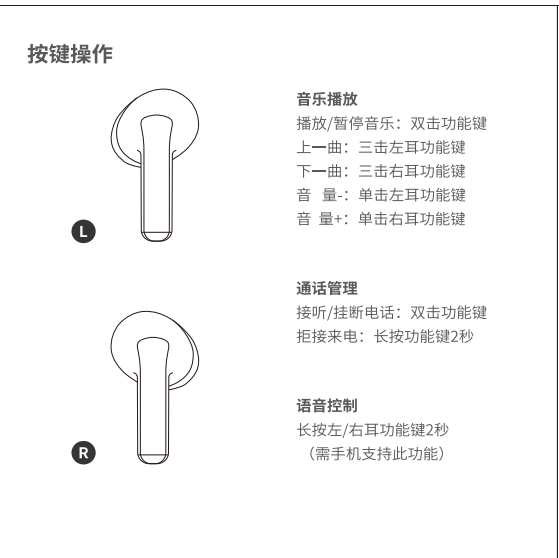 按键操作
音乐播放
播放/暂停音乐：双击功能键
上一曲：三击左耳功能键
下一曲：三击右耳功能键
音 量-：单击左耳功能键
音 量+：单击右耳功能键
L
通话管理
接听/挂断电话：双击功能键
拒接来电：长按功能键2秒
语音控制
长按左/右耳功能键2秒
（需手机支持此功能）
R